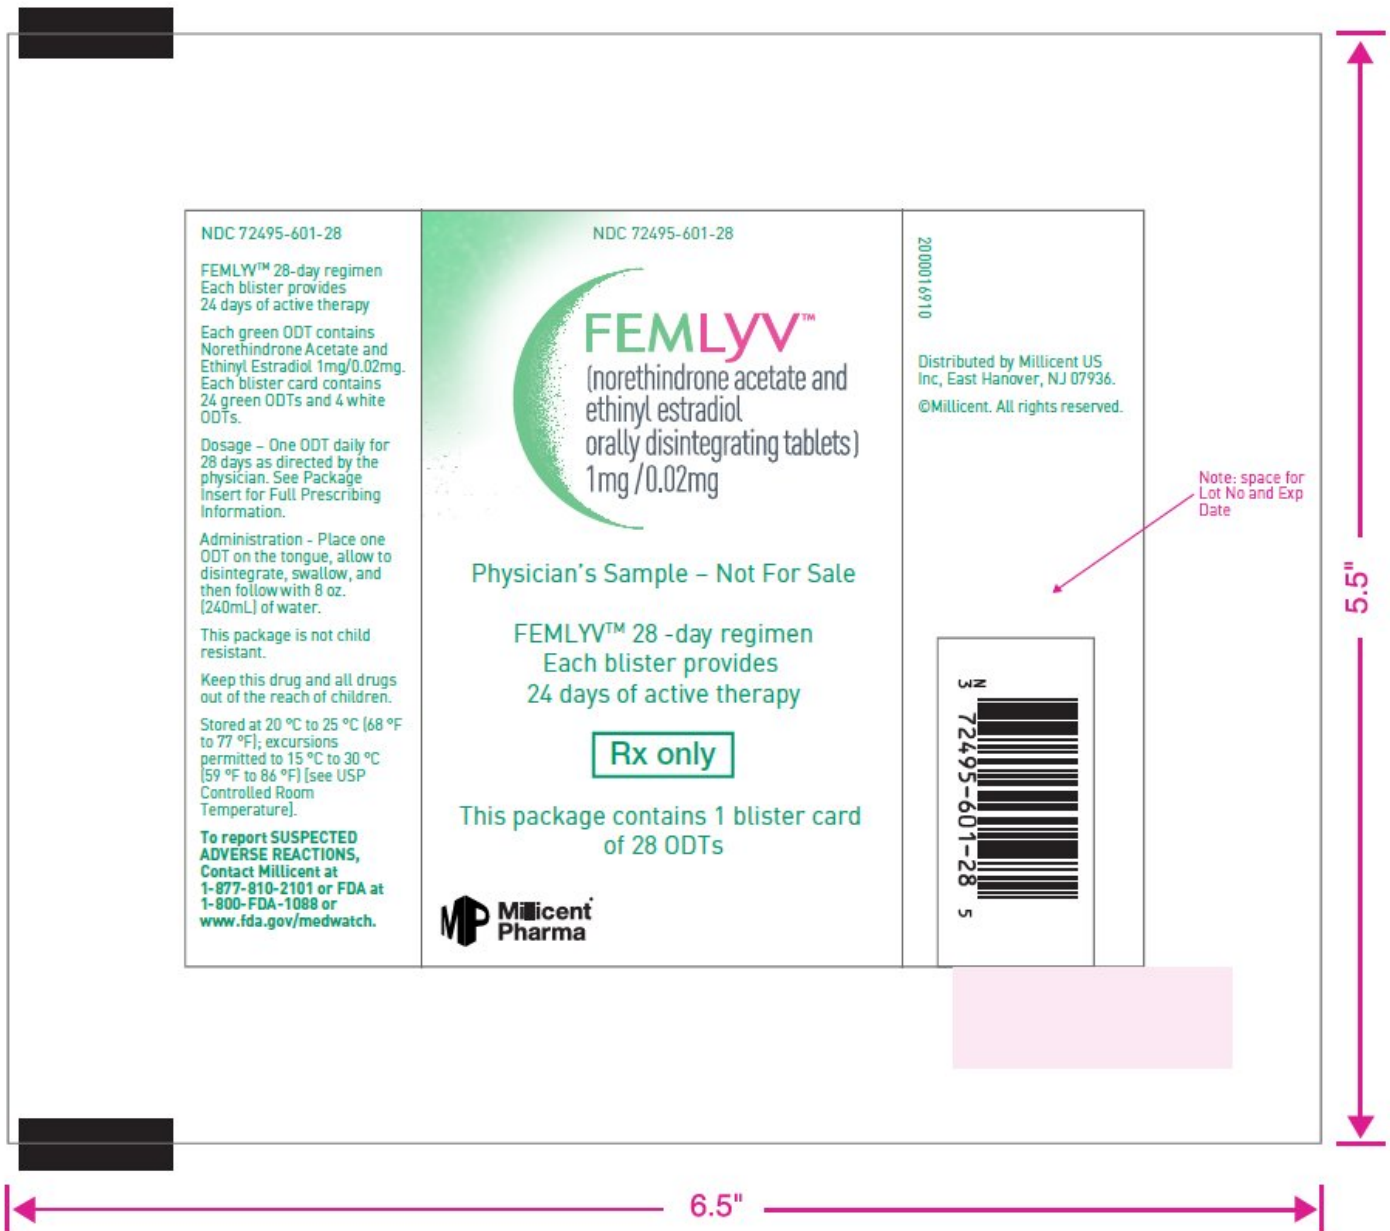 NDC 72495-601-28
FEMLYV™ 28-day regimen
Each blister provides
24 days of active therapy
Each green ODT contains
Norethindrone Acetate and
Ethinyl Estradiol 1mg/0.02mg.
Each blister card contains
24 green ODTs and 4 white
ODTs.
Dosage – One ODT daily for
28 days as directed by the
physician. See Package
Insert for Full Prescribing
Information.
Administration - Place one
ODT on the tongue, allow to
disintegrate, swallow, and
then follow with 8 oz.
(240mL) of water.
This package is not child
resistant.
Keep this drug and all drugs
out of the reach of children.
Stored at 20 °C to 25 °C (68 °F
to 77 °F); excursions
permitted to 15 °C to 30 °C
(59 °F to 86 °F) [see USP
Controlled Room
Temperature].
To report SUSPECTED
ADVERSE REACTIONS,
Contact Millicent at
1-877-810-2101 or FDA at
1-800-FDA-1088 or
www.fda.gov/medwatch.
NDC 72495-601-28
FEMLYV™
(norethindrone acetate and
ethinyl estradiol
orally disintegrating tablets)
1mg/0.02mg
Physician's Sample – Not For Sale
FEMLYV™ 28 -day regimen
Each blister provides
24 days of active therapy
Rx only
This package contains 1 blister card
of 28 ODTs
MP
Millicent
Pharma
2000016910
Distributed by Millicent US
Inc, East Hanover, NJ 07936.
©Millicent. All rights reserved.
Note: space for
Lot No and Exp
Date
N
3 72495-601-28 5
5.5"
6.5"